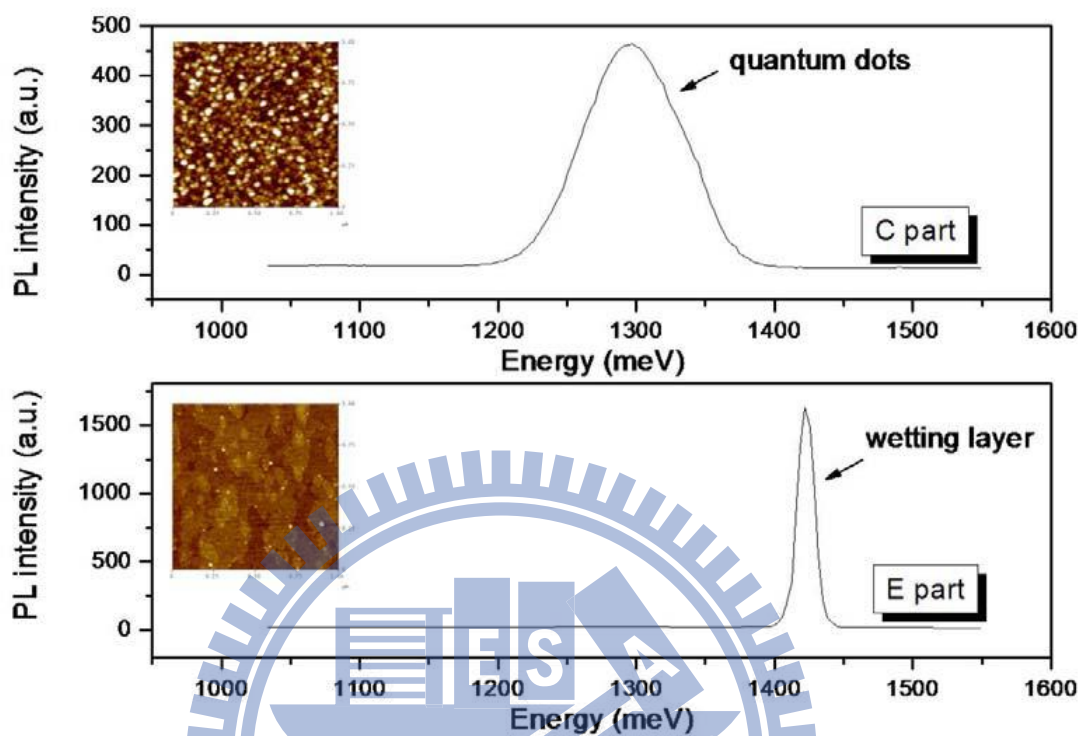 500
400
300
200
100
0
PL intensity (a.u.)
quantum dots
C part
1000 1100 1200 1300 1400 1500 1600
Energy (meV)
1500
1000
500
0
PL intensity (a.u.)
wetting layer
E part
1000 1100 1200 1300 1400 1500 1600
Energy (meV)
ESA